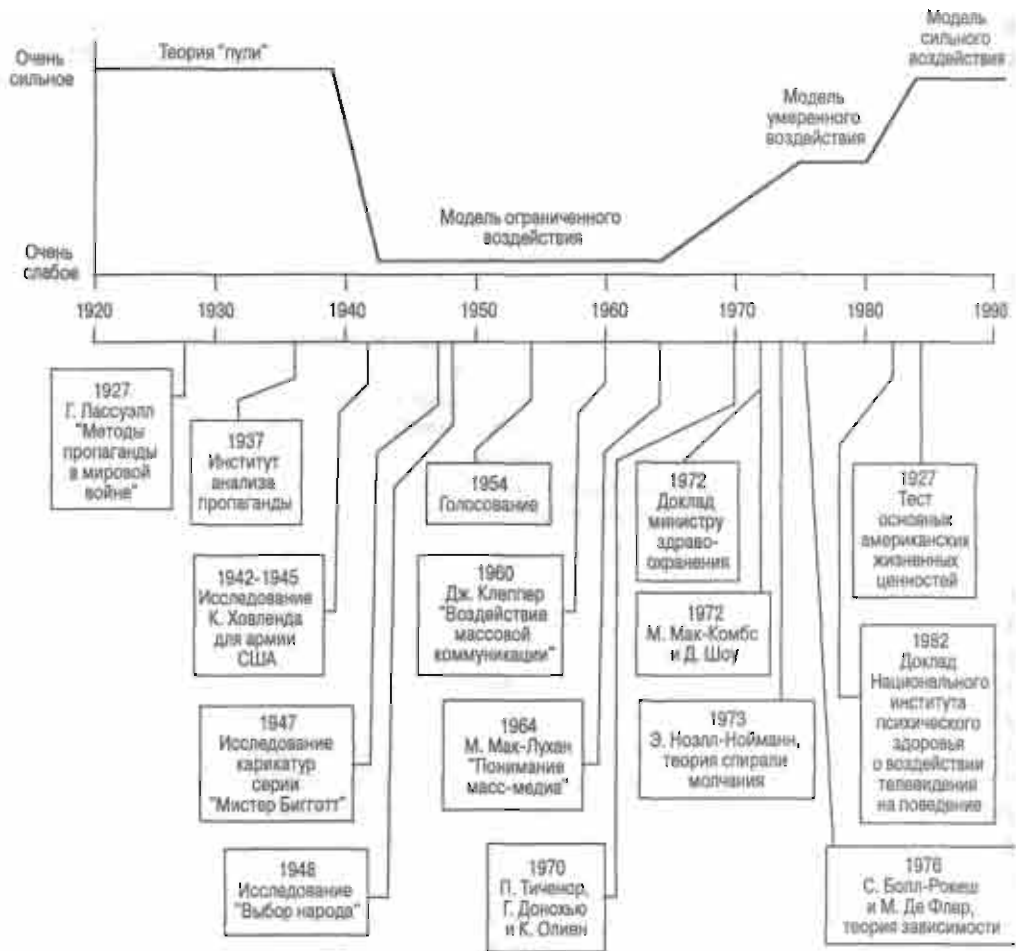 Модель
сильного
воздействия
Очень
сильное
Теория "пули"
Модель
умеренного
воздействия
Модель ограниченного
воздействия
Очень
слабое
1920
1930
1940
1950
1960
1970
1980
1990
1927
Г. Лассуэлл
"Методы
пропаганды
в мировой
войне"
1937
Институт
анализа
пропаганды
1954
Голосование
1972
Доклад
министру
здраво-
охранения
1927
Тест
основных
американских
жизненных
ценностей
1942-1945
Исследование
К. Ховленда
для армии
США
1960
Дж. Клеппер
"Воздействие
массовой
коммуникации"
1972
М. Мак-Комбс
и Д. Шоу
1982
Доклад
Национального
института
психического
здоровья
о воздействии
телевидения
на поведение
1947
Исследование
карикатур
серии
"Мистер Бигготт"
1964
М. Мак-Лухан
"Понимание
масс-медиа"
1973
Э. Ноэлл-Нойманн,
теория спирали
молчания
1948
Исследование
"Выбор народа"
1970
П. Тиченор,
Г. Донохью
и К. Олиен
1976
С. Болл-Рокеш
и М. Де Флер,
теория зависимости